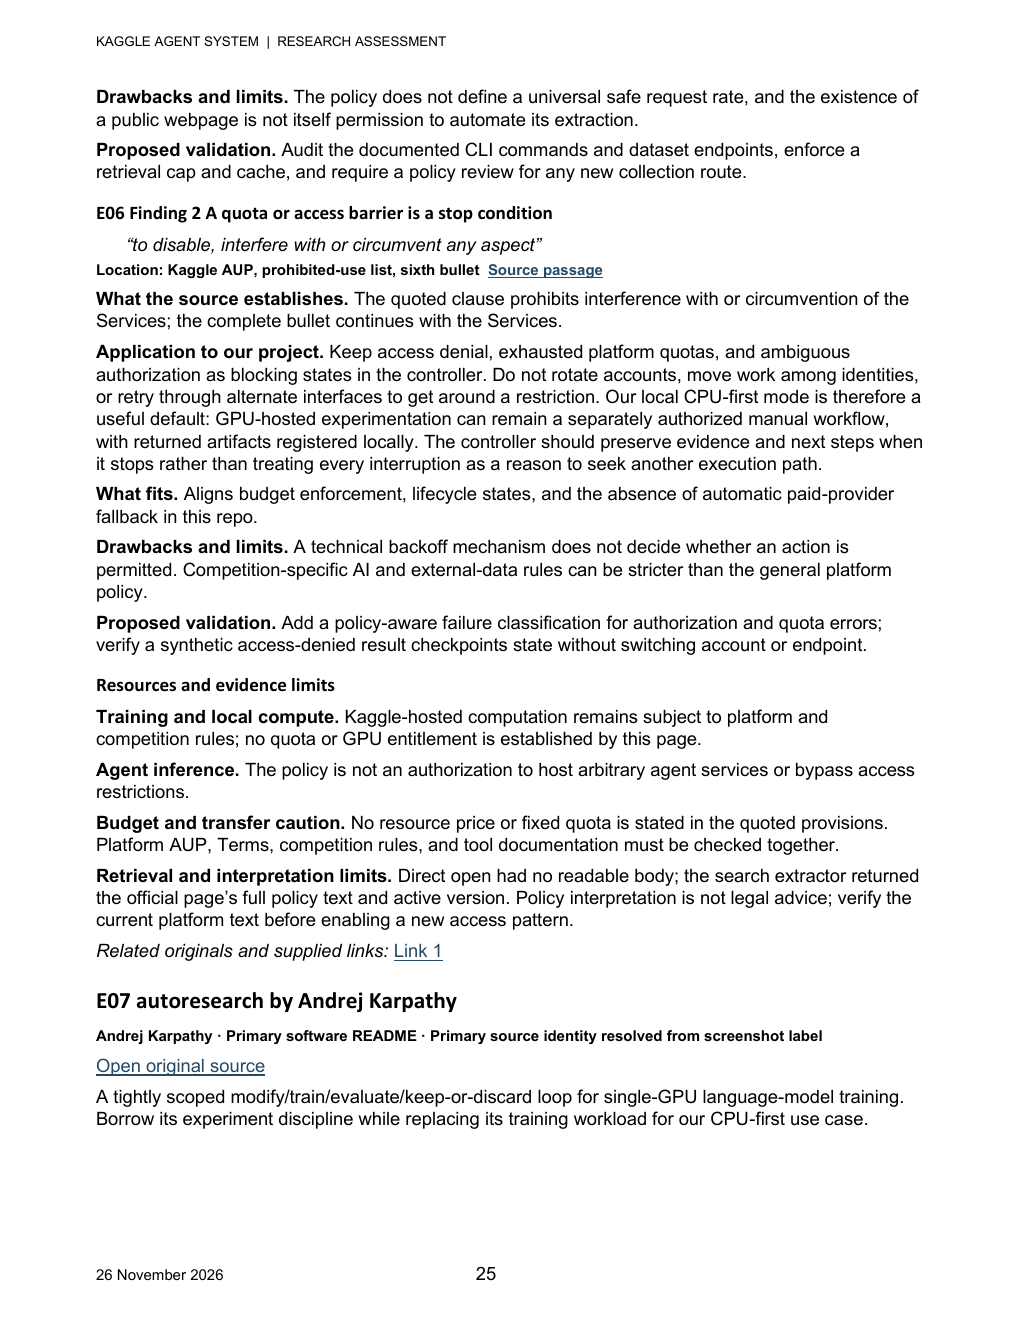 KAGGLE AGENT SYSTEM | RESEARCH ASSESSMENT
Drawbacks and limits. The policy does not define a universal safe request rate, and the existence of
a public webpage is not itself permission to automate its extraction.
Proposed validation. Audit the documented CLI commands and dataset endpoints, enforce a
retrieval cap and cache, and require a policy review for any new collection route.
E06 Finding 2 A quota or access barrier is a stop condition
“to disable, interfere with or circumvent any aspect”
Location: Kaggle AUP, prohibited-use list, sixth bullet Source passage
What the source establishes. The quoted clause prohibits interference with or circumvention of the
Services; the complete bullet continues with the Services.
Application to our project. Keep access denial, exhausted platform quotas, and ambiguous
authorization as blocking states in the controller. Do not rotate accounts, move work among identities,
or retry through alternate interfaces to get around a restriction. Our local CPU-first mode is therefore a
useful default: GPU-hosted experimentation can remain a separately authorized manual workflow,
with returned artifacts registered locally. The controller should preserve evidence and next steps when
it stops rather than treating every interruption as a reason to seek another execution path.
What fits. Aligns budget enforcement, lifecycle states, and the absence of automatic paid-provider
fallback in this repo.
Drawbacks and limits. A technical backoff mechanism does not decide whether an action is
permitted. Competition-specific AI and external-data rules can be stricter than the general platform
policy.
Proposed validation. Add a policy-aware failure classification for authorization and quota errors;
verify a synthetic access-denied result checkpoints state without switching account or endpoint.
Resources and evidence limits
Training and local compute. Kaggle-hosted computation remains subject to platform and
competition rules; no quota or GPU entitlement is established by this page.
Agent inference. The policy is not an authorization to host arbitrary agent services or bypass access
restrictions.
Budget and transfer caution. No resource price or fixed quota is stated in the quoted provisions.
Platform AUP, Terms, competition rules, and tool documentation must be checked together.
Retrieval and interpretation limits. Direct open had no readable body; the search extractor returned
the official page’s full policy text and active version. Policy interpretation is not legal advice; verify the
current platform text before enabling a new access pattern.
Related originals and supplied links: Link 1
E07 autoresearch by Andrej Karpathy
Andrej Karpathy · Primary software README · Primary source identity resolved from screenshot label
Open original source
A tightly scoped modify/train/evaluate/keep-or-discard loop for single-GPU language-model training.
Borrow its experiment discipline while replacing its training workload for our CPU-first use case.
26 November 2026
25